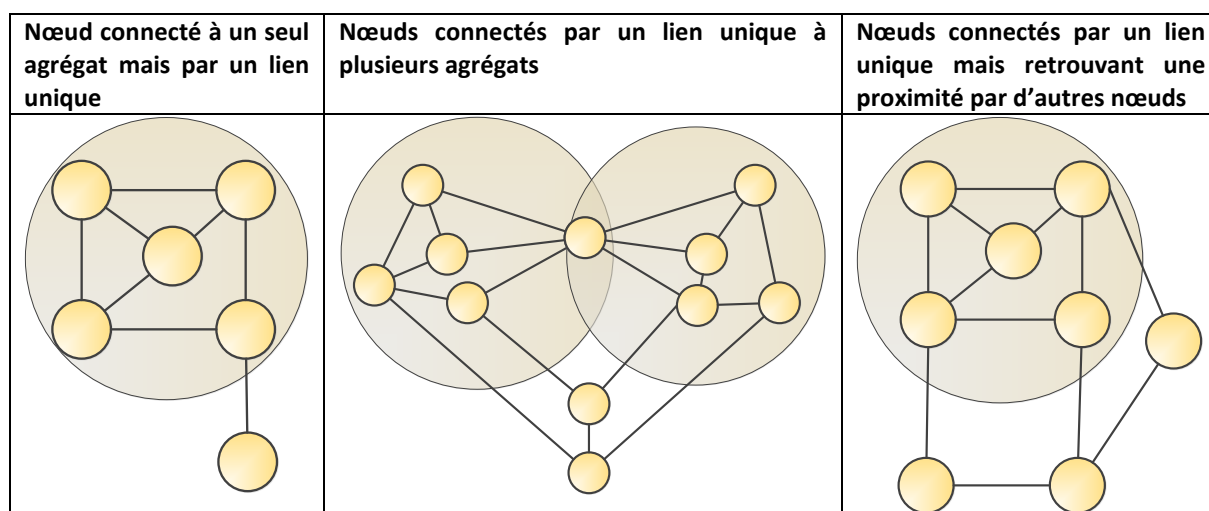 Nœud connecté à un seul
agrégat mais par un lien
unique
Nœuds connectés par un lien unique à
plusieurs agrégats
Nœuds connectés par un lien
unique mais retrouvant une
proximité par d’autres nœuds